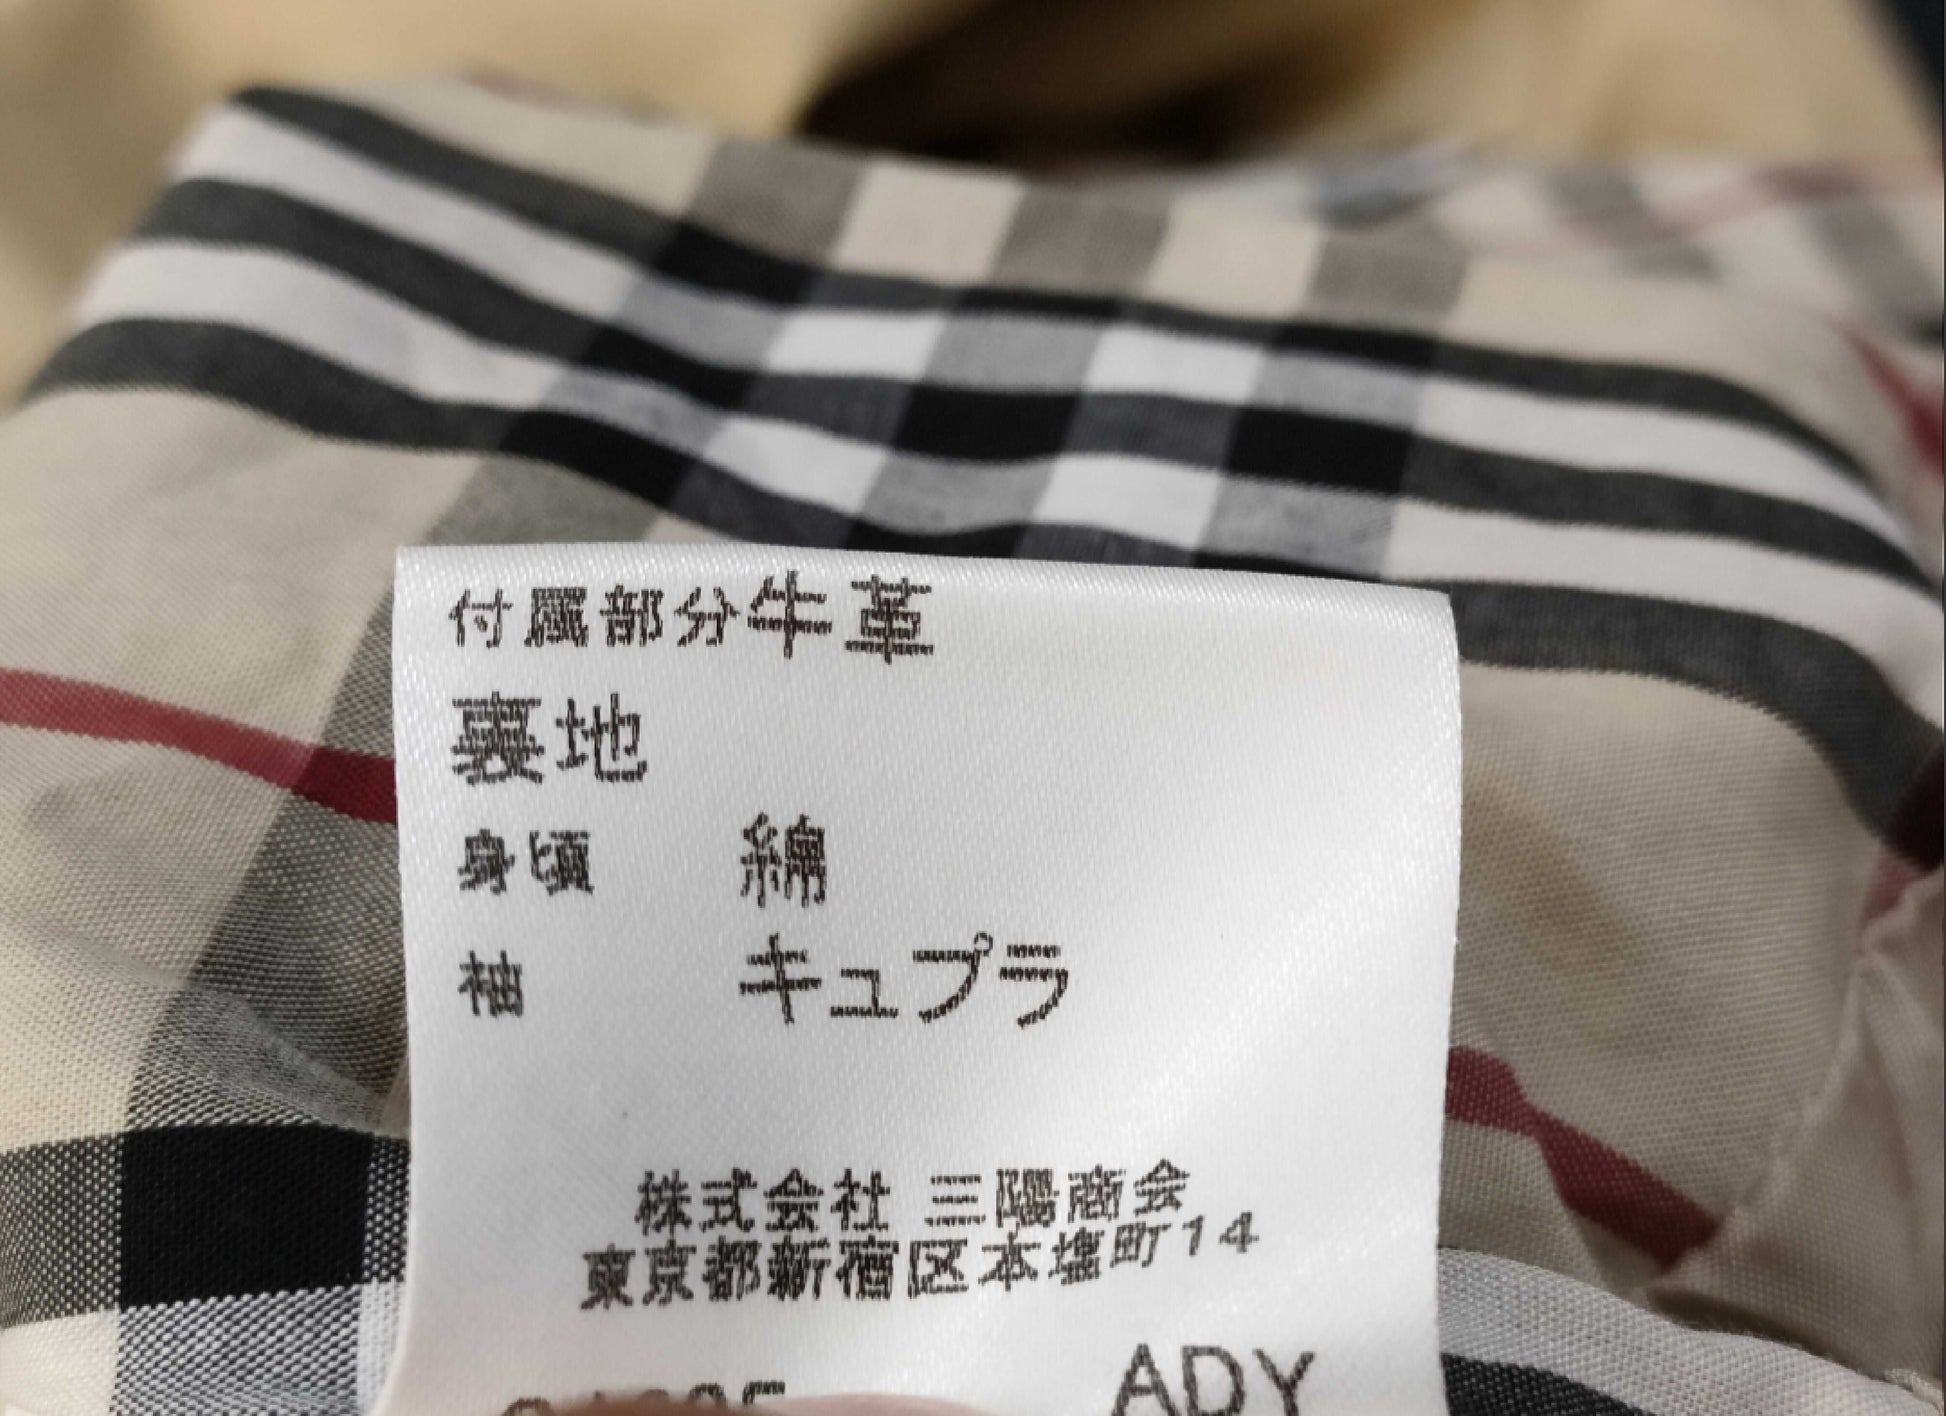 付属部分牛革
裏地
身頃 綿
袖 キュプラ
株式会社 三陽商会
東京都新宿区本塩町14
ADY